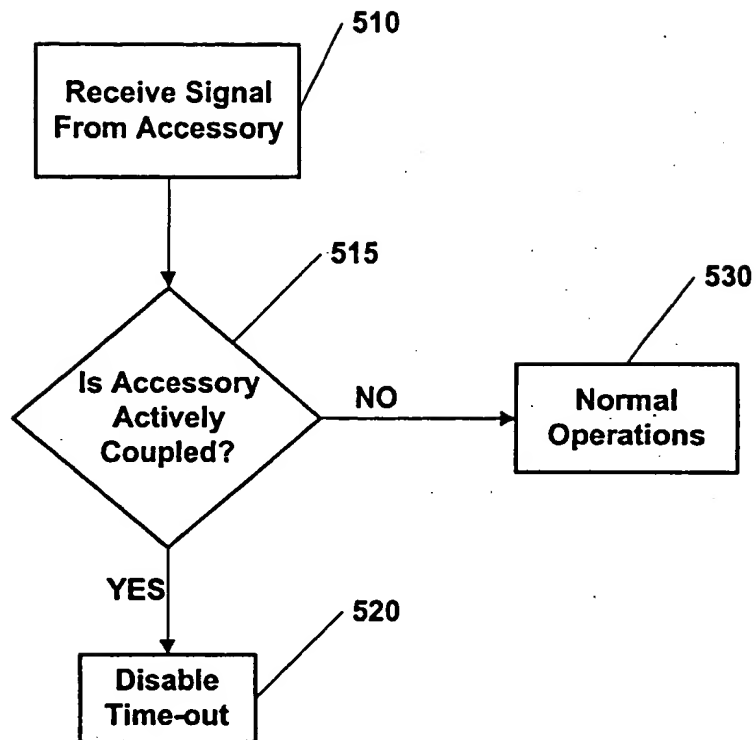 510
Receive Signal
From Accessory
515
530
Is Accessory
Actively
Coupled?
NO
Normal
Operations
YES
520
Disable
Time-out